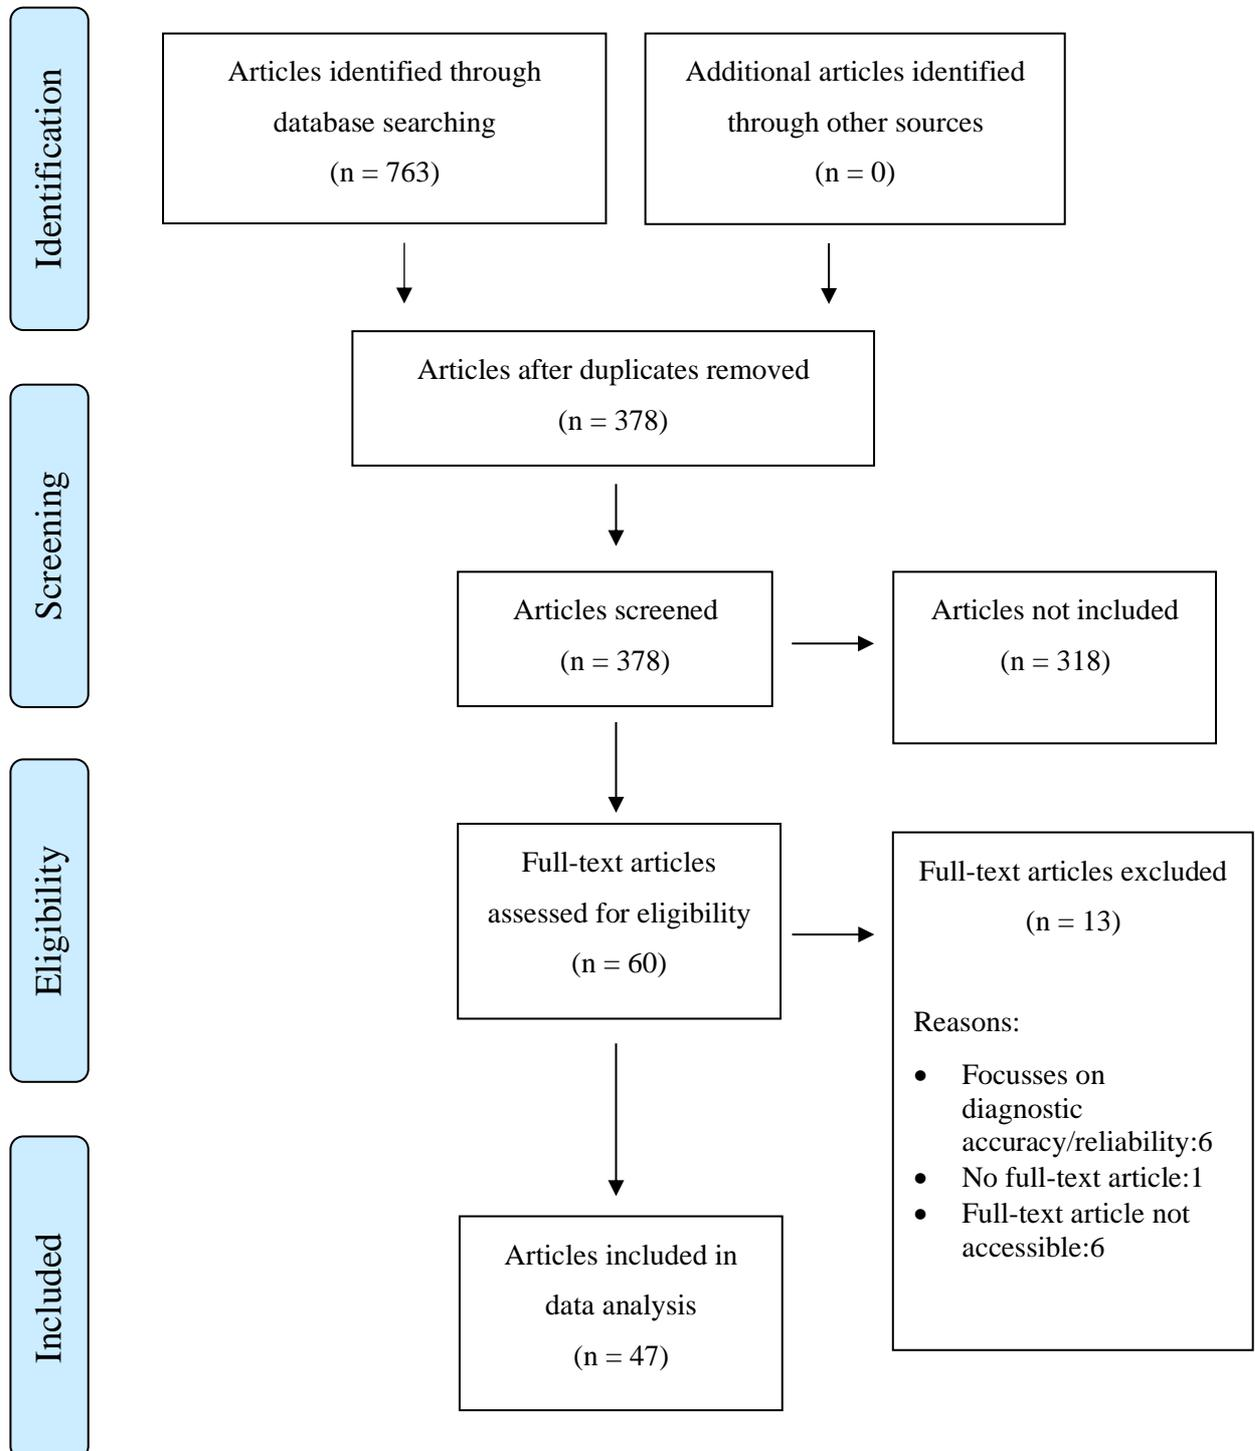 Identification
Articles identified through
database searching
(n = 763)
Additional articles identified
through other sources
(n = 0)
Articles after duplicates removed
(n = 378)
Screening
Articles screened
(n = 378)
Articles not included
(n = 318)
Eligibility
Full-text articles
assessed for eligibility
(n = 60)
Full-text articles excluded
(n = 13)
Reasons:
• Focusses on
diagnostic
accuracy/reliability:6
• No full-text article:1
• Full-text article not
accessible:6
Included
Articles included in
data analysis
(n = 47)